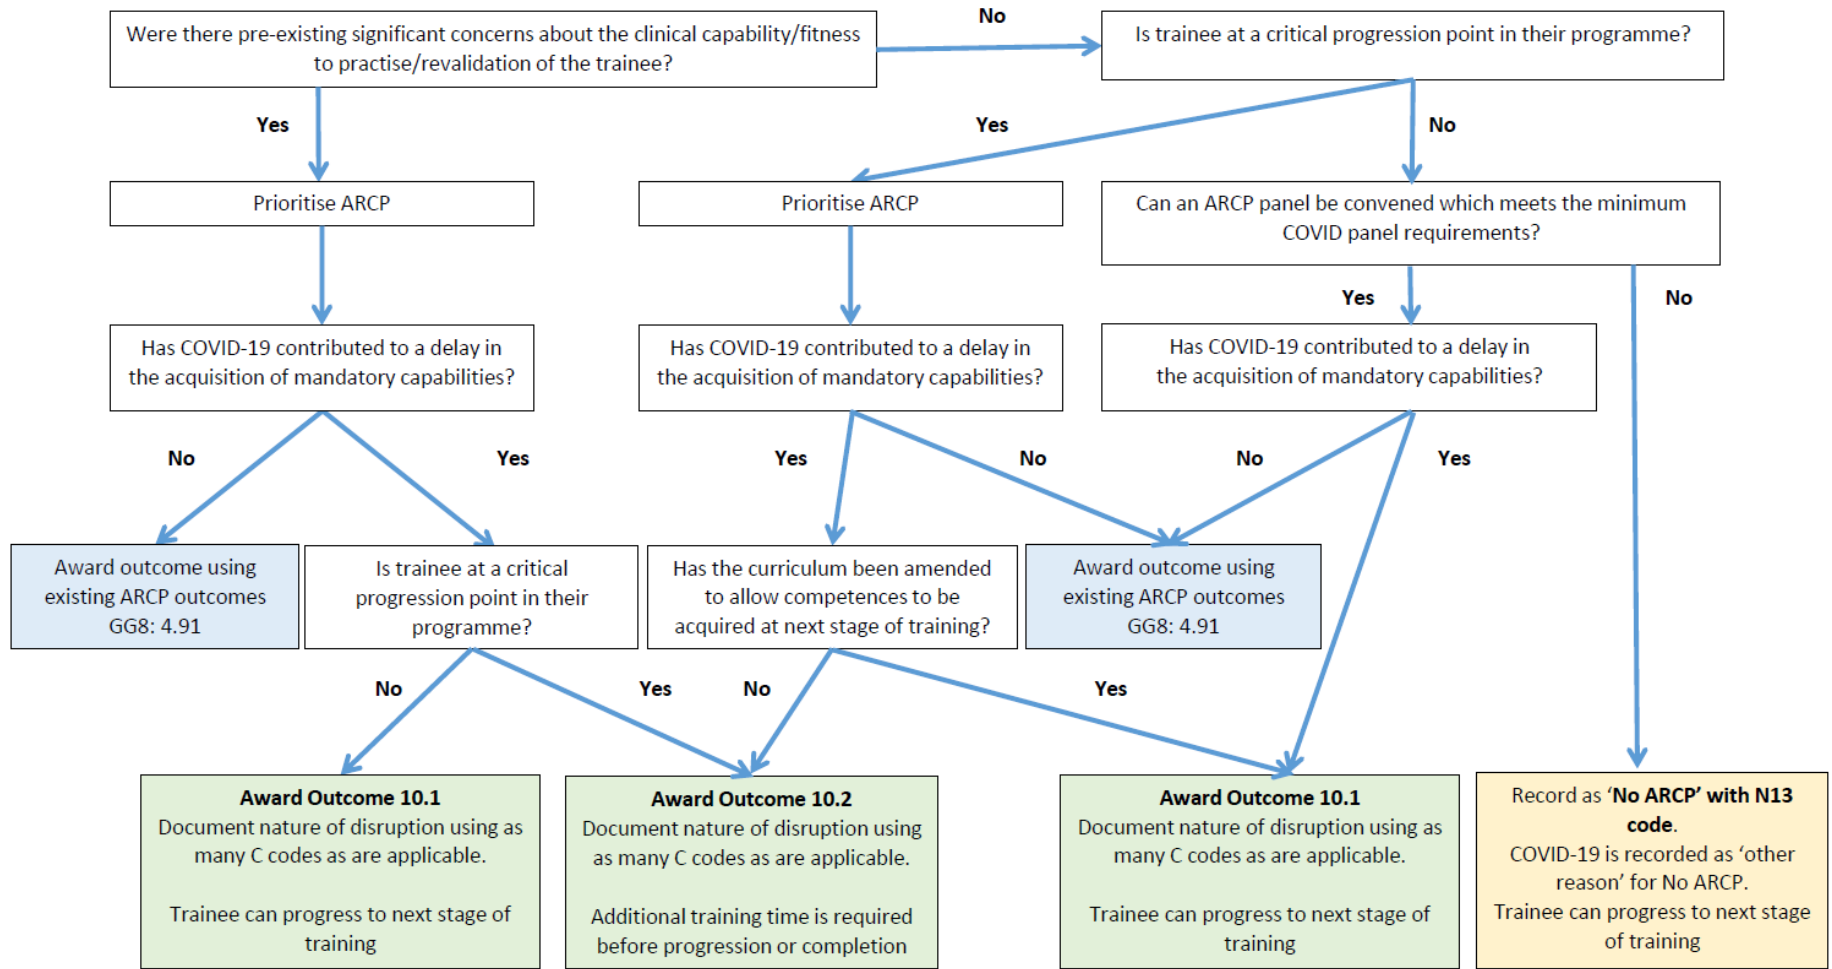 Were there pre-existing significant concerns about the clinical capability/fitness
to practise/revalidation of the trainee?
No
Is trainee at a critical progression point in their programme?
Yes
Yes
No
Prioritise ARCP
Prioritise ARCP
Can an ARCP panel be convened which meets the minimum
COVID panel requirements?
Yes
No
Has COVID-19 contributed to a delay in
the acquisition of mandatory capabilities?
Has COVID-19 contributed to a delay in
the acquisition of mandatory capabilities?
Has COVID-19 contributed to a delay in
the acquisition of mandatory capabilities?
No
Yes
Yes
No
No
Yes
Award outcome using
existing ARCP outcomes
GG8: 4.91
Is trainee at a critical
progression point in their
programme?
Has the curriculum been amended
to allow competences to be
acquired at next stage of training?
Award outcome using
existing ARCP outcomes
GG8: 4.91
No
Yes
No
Yes
Award Outcome 10.1
Document nature of disruption using as
many C codes as are applicable.
Trainee can progress to next stage of
training
Award Outcome 10.2
Document nature of disruption using
as many C codes as are applicable.
Additional training time is required
before progression or completion
Award Outcome 10.1
Document nature of disruption using as
many C codes as are applicable.
Trainee can progress to next stage of
training
Record as ‘No ARCP’ with N13
code.
COVID-19 is recorded as ‘other
reason’ for No ARCP.
Trainee can progress to next stage
of training